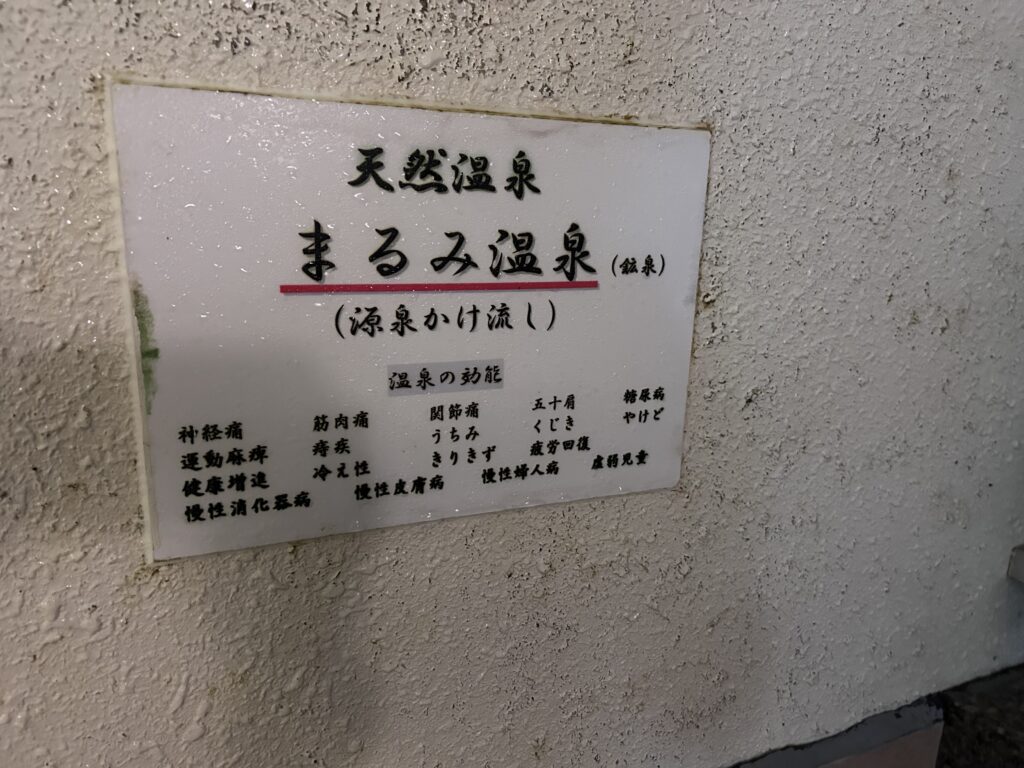 天然温泉
まるみ温泉 (鉱泉)
(源泉かけ流し)
温泉の効能
神経痛 筋肉痛 関節痛 五十肩 糖尿病
運動麻痺 痔疾 うちみ くじき やけど
健康増進 冷え性 きりきず 疲労回復
慢性消化器病 慢性皮膚病 慢性婦人病 虚弱児童